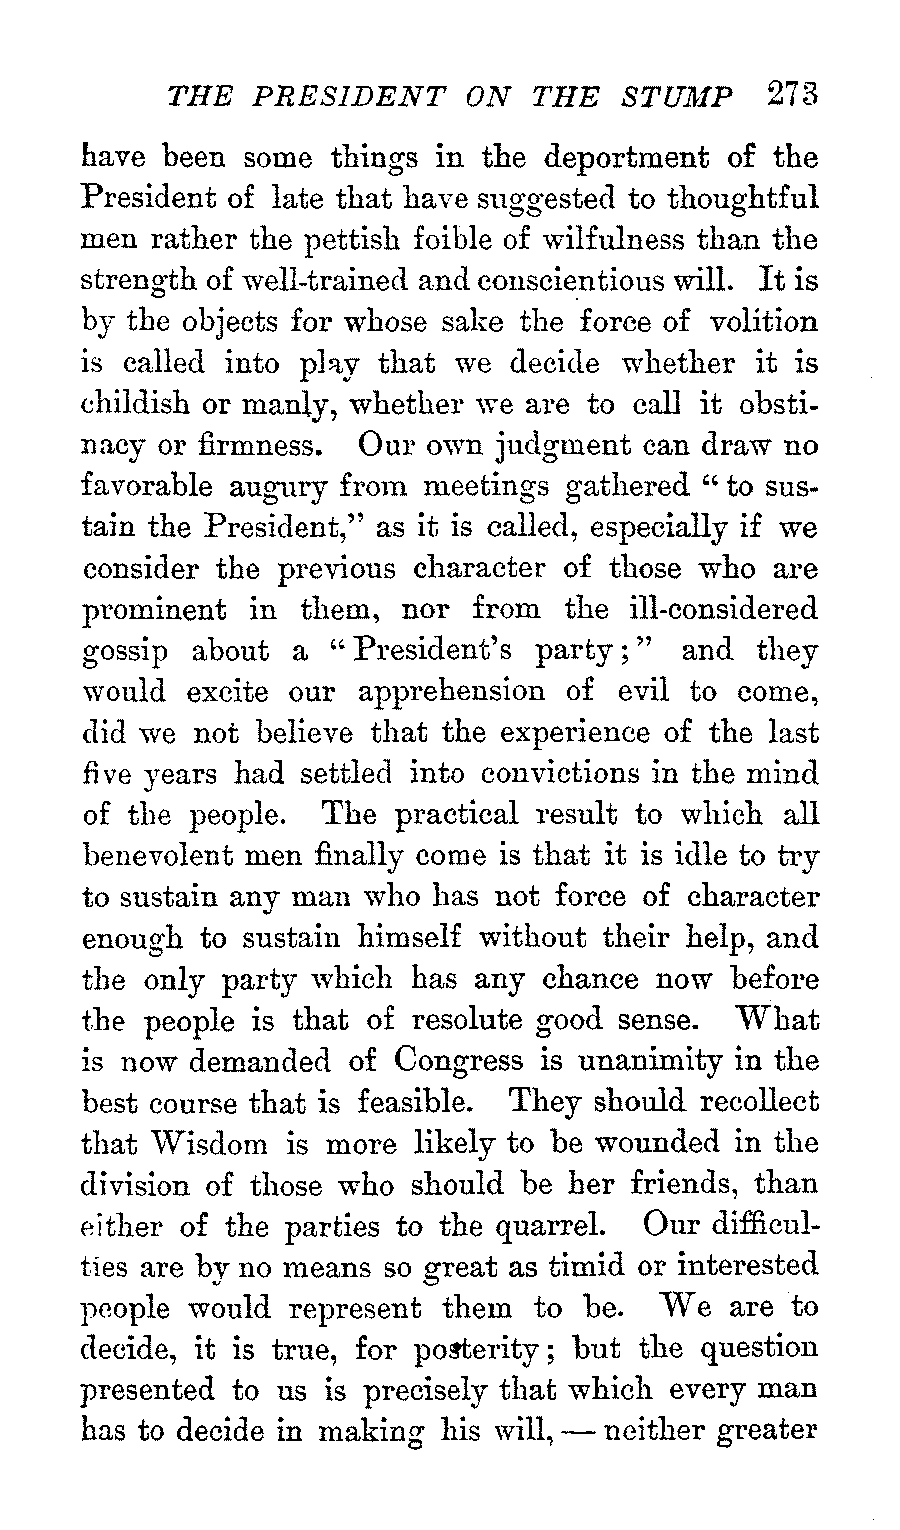 THE PRESIDENT ON THE STUMP 273
have been some things in the deportment of the
President of late that have suggested to thoughtful
men rather the pettish foible of wilfulness than the
strength of well-trained and conscientious will. It is
by the objects for whose sake the force of volition
is called into play that we decide whether it is
childish or manly, whether we are to call it obsti-
nacy or firmness. Our own judgment can draw no
favorable augury from meetings gathered “to sus-
tain the President,” as it is called, especially if we
consider the previous character of those who are
prominent in them, nor from the ill-considered
gossip about a “President's party;” and they
would excite our apprehension of evil to come,
did we not believe that the experience of the last
five years had settled into convictions in the mind
of the people. The practical result to which all
benevolent men finally come is that it is idle to try
to sustain any man who has not force of character
enough to sustain himself without their help, and
the only party which has any chance now before
the people is that of resolute good sense. What
is now demanded of Congress is unanimity in the
best course that is feasible. They should recollect
that Wisdom is more likely to be wounded in the
division of those who should be her friends, than
either of the parties to the quarrel. Our difficul-
ties are by no means so great as timid or interested
people would represent them to be. We are to
decide, it is true, for posterity; but the question
presented to us is precisely that which every man
has to decide in making his will, — neither greater